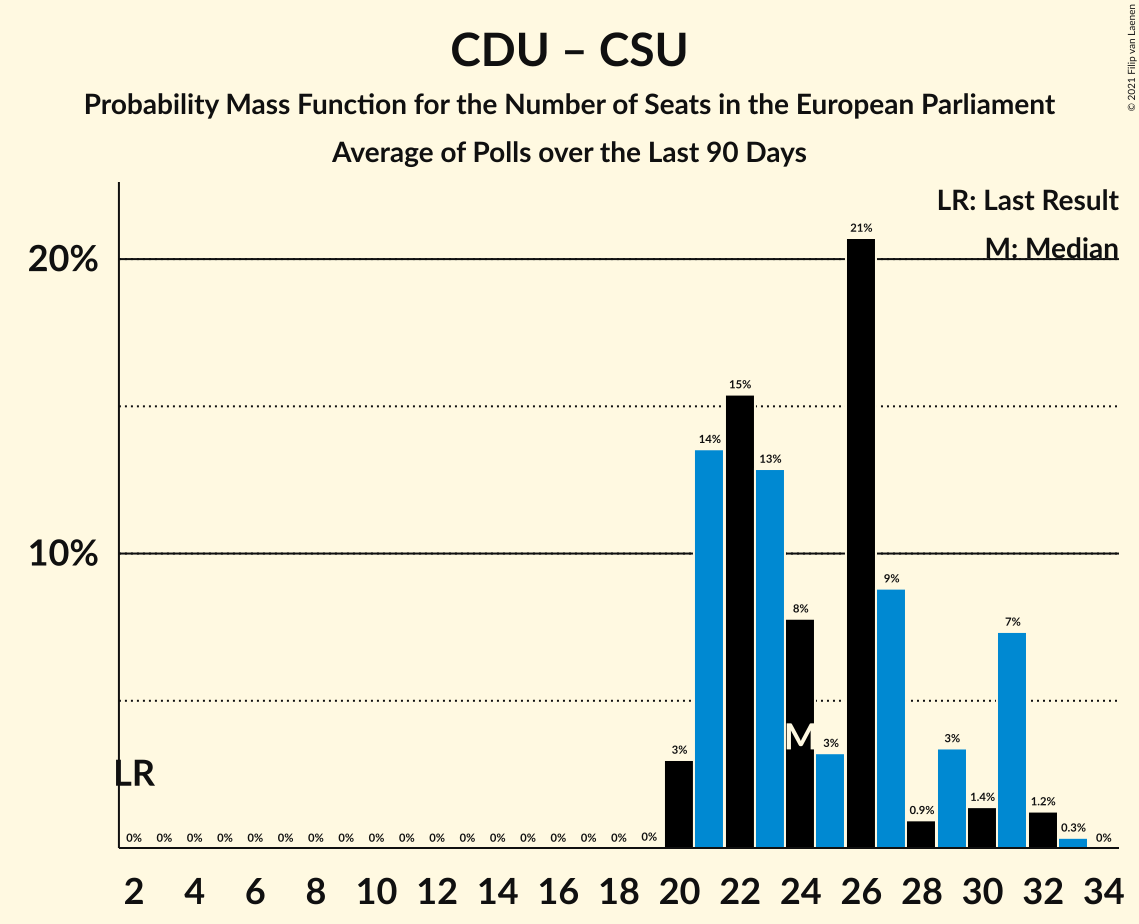 CDU – CSU
Probability Mass Function for the Number of Seats in the European Parliament
Average of Polls over the Last 90 Days
© 2021 Filip van Laenen
LR: Last Result
M: Median
20%
10%
21%
15%
14%
13%
9%
8%
7%
M
3%
3%
3%
LR
1.4%
1.2%
0.9%
0.3%
0% 0% 0% 0% 0% 0% 0% 0% 0% 0% 0% 0% 0% 0% 0% 0% 0% 0% 0%
2 4 6 8 10 12 14 16 18 20 22 24 26 28 30 32 34